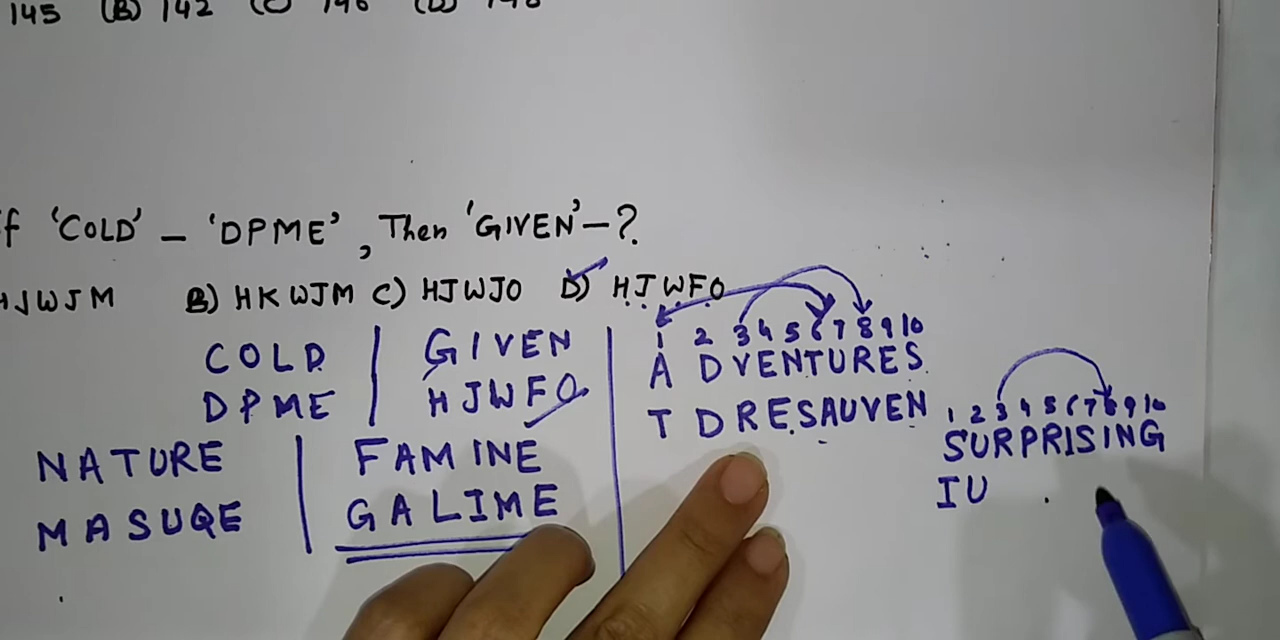 145 (B) 142 (C) 146 (D) 148
If 'COLD' – 'DPME', Then 'GIVEN' – ?
HJWJM B) HKWJM C) HJWJO D) HJWFO
COLD | GIVEN
DPME | HJWFO
NATURE | FAMINE
MASUQE | GALIME
1 2 3 4 5 6 7 8 9 10
ADVENTURES
TDRESAUVEN
1 2 3 4 5 6 7 8 9 10
SURPRISING
IU